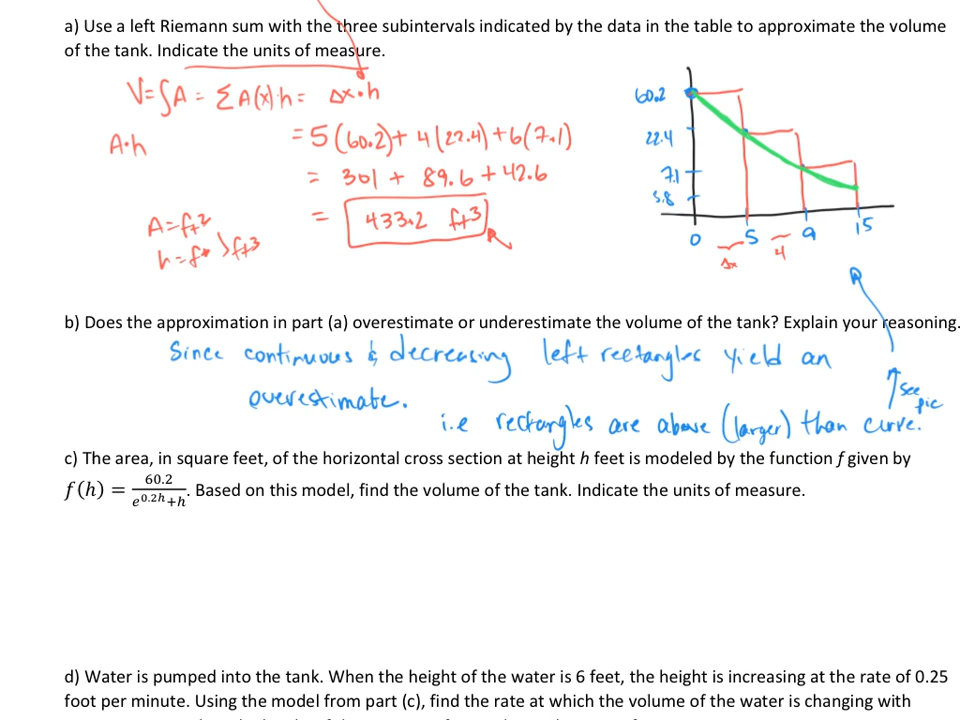 a) Use a left Riemann sum with the three subintervals indicated by the data in the table to approximate the volume
of the tank. Indicate the units of measure.
V=∫A = ΣA(x)·h = Δx·h
A·h
= 5(60.2)+ 4(22.4)+6(7.1)
= 301 + 89.6 + 42.6
= 433.2 ft³
A=ft²
h=ft > ft³
60.2
22.4
7.1
5.8
0 5 9 15
Δx 4
b) Does the approximation in part (a) overestimate or underestimate the volume of the tank? Explain your reasoning.
Since continuous & decreasing left rectangles yield an
overestimate.
see pic
i.e rectangles are above (larger) than curve.
c) The area, in square feet, of the horizontal cross section at height h feet is modeled by the function f given by
f(h) = 60.2/(e^0.2h + h). Based on this model, find the volume of the tank. Indicate the units of measure.
d) Water is pumped into the tank. When the height of the water is 6 feet, the height is increasing at the rate of 0.25
foot per minute. Using the model from part (c), find the rate at which the volume of the water is changing with